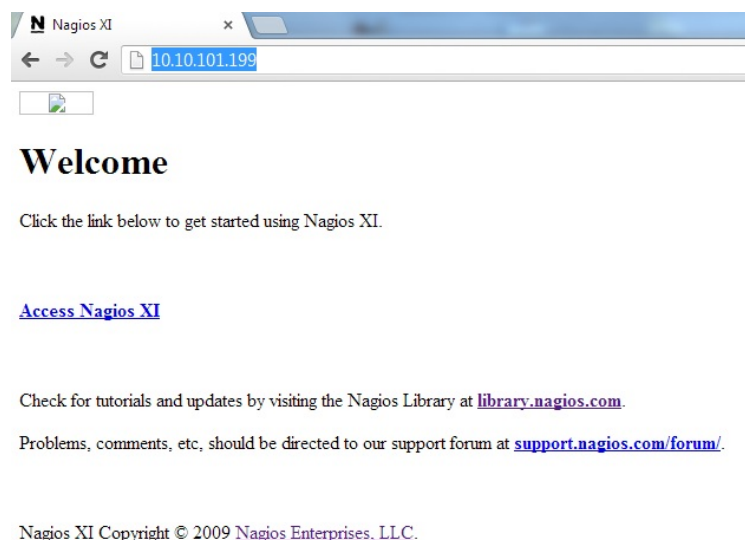 Nagios XI
10.10.101.199
Welcome
Click the link below to get started using Nagios XI.
Access Nagios XI
Check for tutorials and updates by visiting the Nagios Library at library.nagios.com.
Problems, comments, etc, should be directed to our support forum at support.nagios.com/forum/.
Nagios XI Copyright © 2009 Nagios Enterprises, LLC.